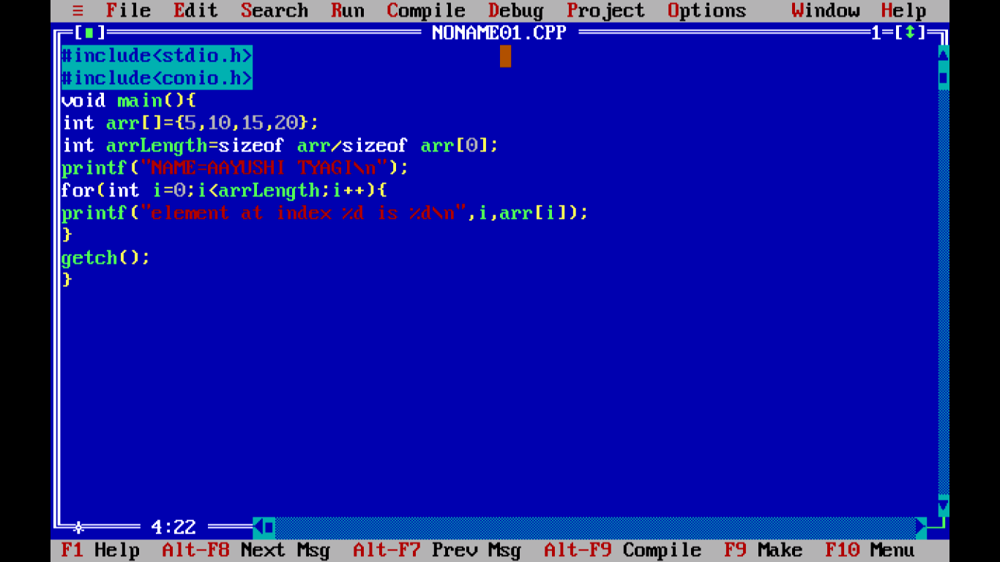 ≡ File Edit Search Run Compile Debug Project Options Window Help
[■] NONAME01.CPP 1=[↕]
#include<stdio.h>
#include<conio.h>
void main(){
int arr[]={5,10,15,20};
int arrLength=sizeof arr/sizeof arr[0];
printf("NAME=AAYUSHI TYAGI\n");
for(int i=0;i<arrLength;i++){
printf("element at index %d is %d\n",i,arr[i]);
}
getch();
}
4:22
F1 Help Alt-F8 Next Msg Alt-F7 Prev Msg Alt-F9 Compile F9 Make F10 Menu